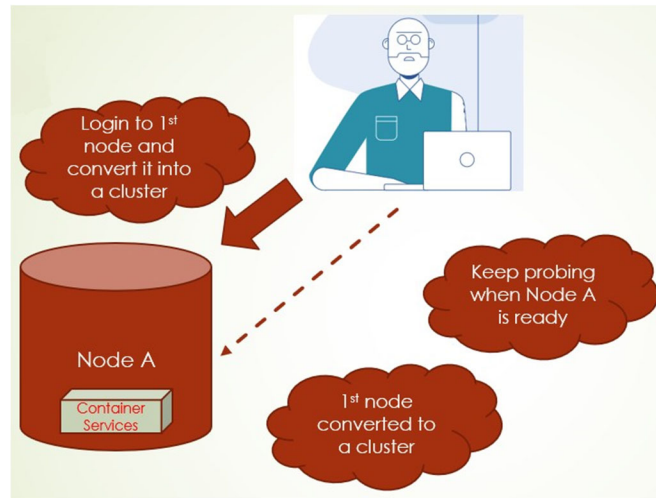 Login to 1st
node and
convert it into
a cluster
Keep probing
when Node A
is ready
Node A
Container
Services
1st node
converted to
a cluster